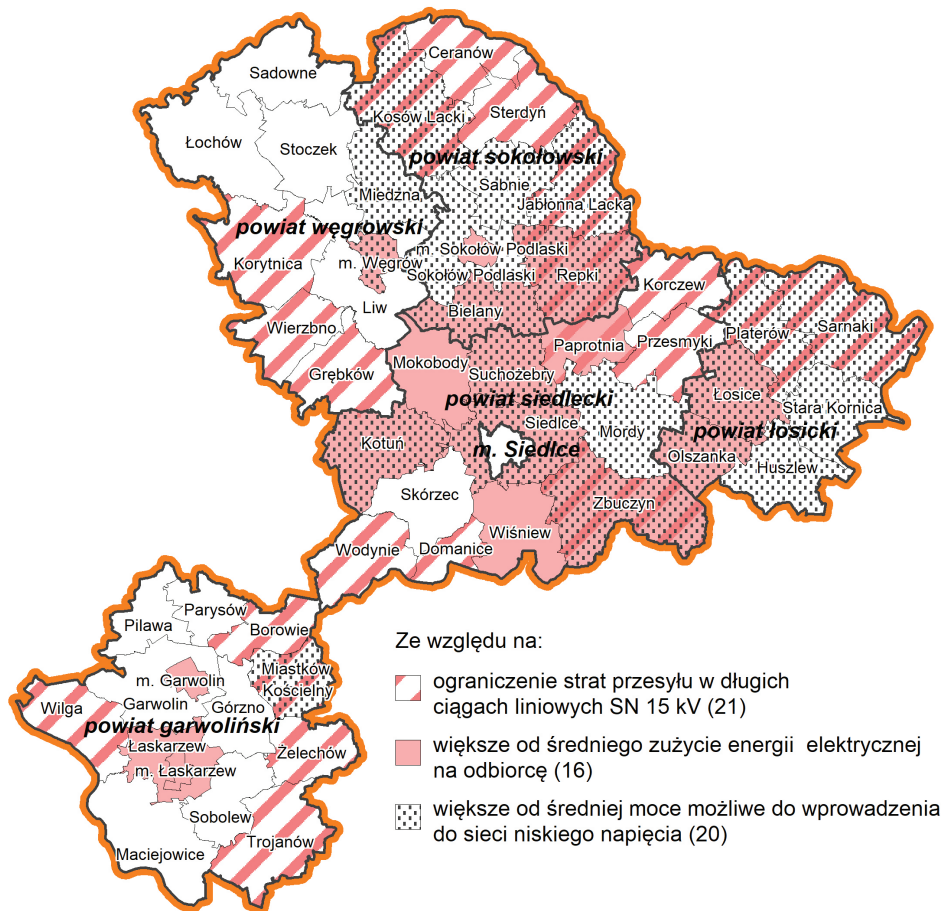 Ceranów
Sadowne
Kosów Lacki
Sterdyń
Łochów
Stoczek
powiat sokołowski
Sabnie
Miedzna
Jabłonna Lacka
powiat węgrowski
m. Sokołów Podlaski
Korytnica
m. Węgrów
Sokołów Podlaski
Repki
Korczew
Liw
Bielany
Wierzbno
Platerów
Sarnaki
Paprotnia
Przesmyki
Mokobody
Grębków
Suchożebry
Łosice
powiat siedlecki
Stara Kornica
Siedlce
Mordy
powiat łosicki
Kotuń
m. Siedlce
Olszanka
Huszlew
Skórzec
Zbuczyn
Wiśniew
Wodynie
Domanice
Parysów
Pilawa
Borowie
Ze względu na:
Miastków
Kościelny
m. Garwolin
ograniczenie strat przesyłu w długich
ciągach liniowych SN 15 kV (21)
Wilga
Garwolin
Górzno
powiat garwoliński
Łaskarzew
Żelechów
większe od średniego zużycie energii elektrycznej
na odbiorcę (16)
m. Łaskarzew
większe od średniej moce możliwe do wprowadzenia
do sieci niskiego napięcia (20)
Sobolew
Trojanów
Maciejowice